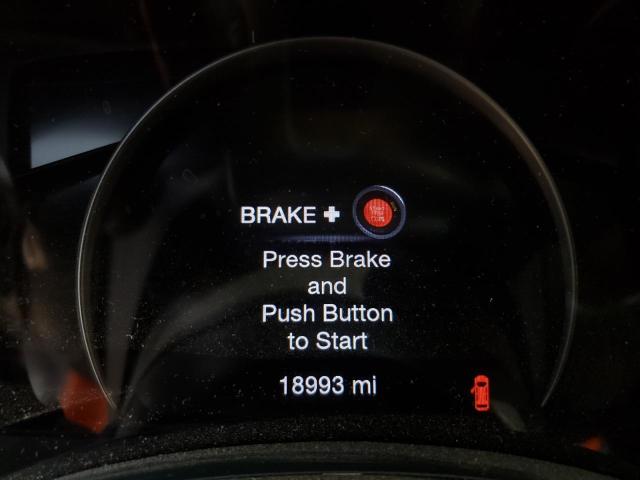 BRAKE +
Press Brake
and
Push Button
to Start
18993 mi